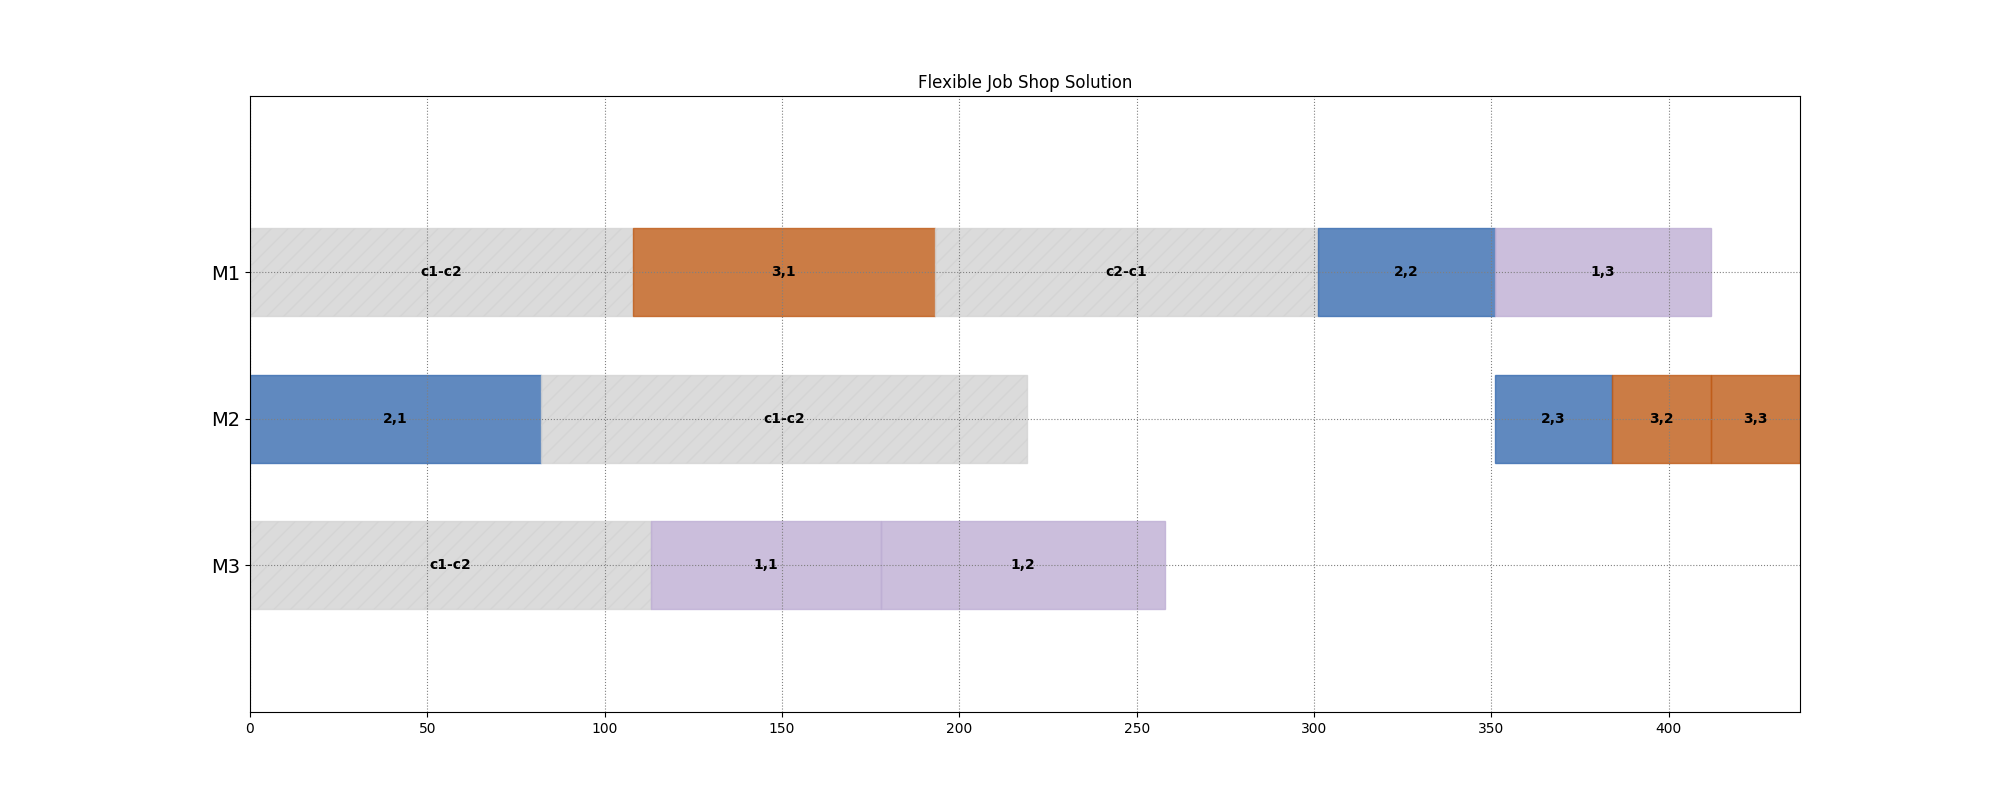 Flexible Job Shop Solution
M1
c1-c2
3,1
c2-c1
2,2
1,3
M2
2,1
c1-c2
2,3
3,2
3,3
M3
c1-c2
1,1
1,2
0 50 100 150 200 250 300 350 400